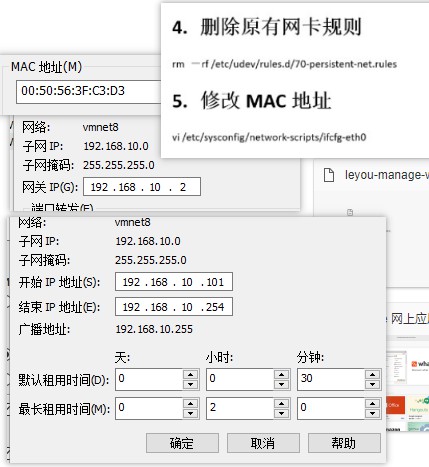 4. 删除原有网卡规则
rm －rf /etc/udev/rules.d/70-persistent-net.rules
5. 修改 MAC 地址
vi /etc/sysconfig/network-scripts/ifcfg-eth0
MAC 地址(M)
00:50:56:3F:C3:D3
网络: vmnet8
子网 IP: 192.168.10.0
子网掩码: 255.255.255.0
网关 IP(G): 192 . 168 . 10 . 2
端口转发(F)
leyou-manage-w
网络: vmnet8
子网 IP: 192.168.10.0
子网掩码: 255.255.255.0
开始 IP 地址(S): 192 . 168 . 10 .101
结束 IP 地址(E): 192 . 168 . 10 .254
广播地址: 192.168.10.255
天: 小时: 分钟:
默认租用时间(D): 0 0 30
最长租用时间(M): 0 2 0
确定 取消 帮助
网上应
Office
Hangouts